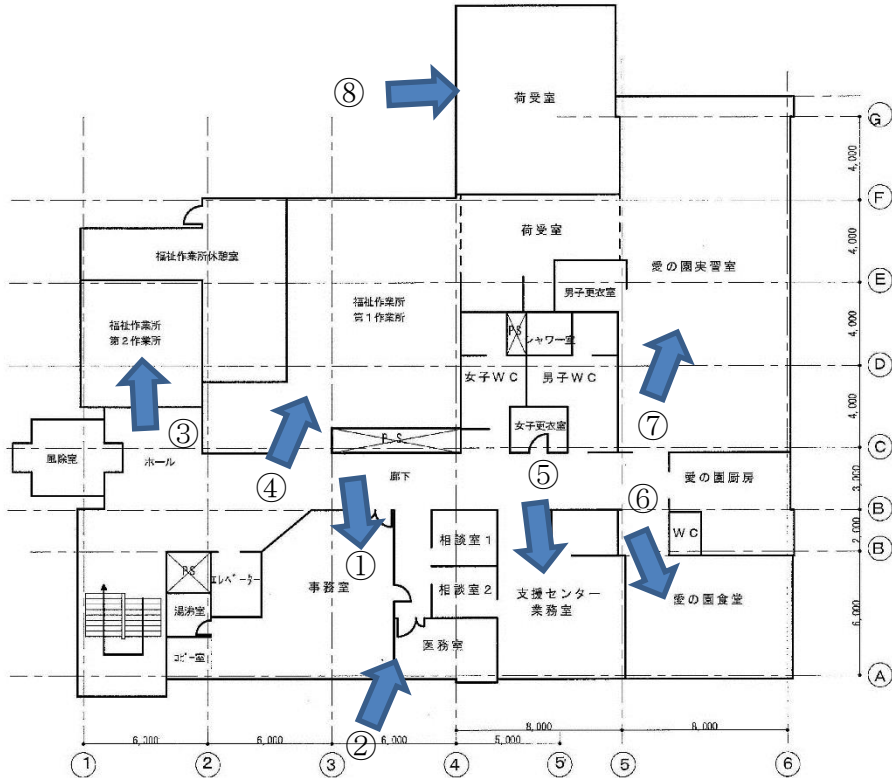 ⑧
荷受室
G
4,000
F
荷受室
福祉作業所休憩室
愛の園実習室
4,000
E
男子更衣室
福祉作業所
第1作業所
福祉作業所
第2作業所
PS
シャワー室
4,000
D
女子WC
男子WC
⑦
4,000
③
女子更衣室
P.S
C
風除室
ホール
④
廊下
⑤
⑥
愛の園厨房
3,000
B
①
相談室1
WC
2,000
B
PS
エレベーター
事務室
相談室2
支援センター
業務室
愛の園食堂
湯沸室
6,000
コピー室
医務室
A
②
8,000
8,000
6,000
6,000
6,000
5,000
1
2
3
4
5'
5
6